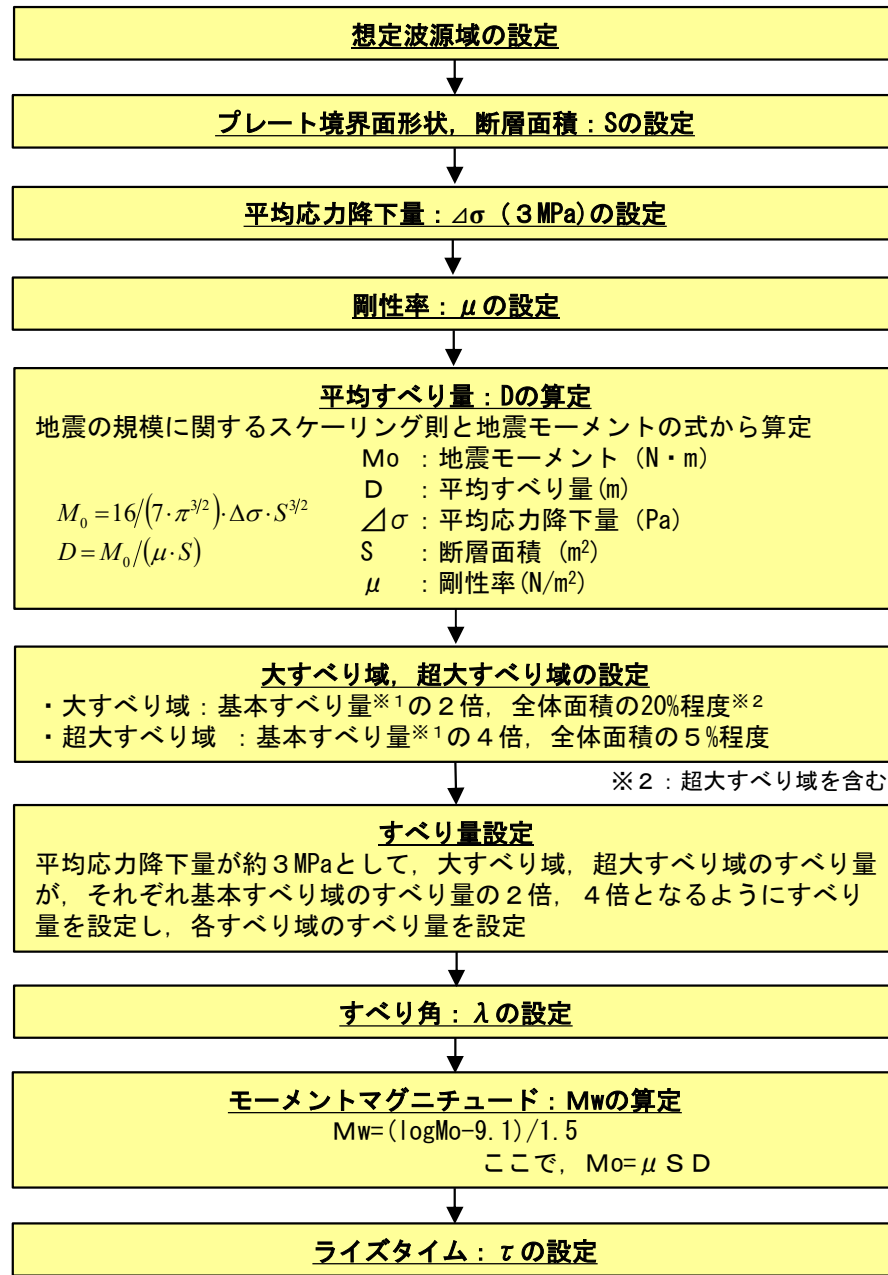 想定波源域の設定
プレート境界面形状，断層面積：Sの設定
平均応力降下量：⊿σ（３MPa)の設定
剛性率：μの設定
平均すべり量：Dの算定
地震の規模に関するスケーリング則と地震モーメントの式から算定
M₀ = 16/(7·π^{3/2})·Δσ·S^{3/2}
D = M₀/(μ·S)
Ｍo ：地震モーメント（N・m）
Ｄ ：平均すべり量(m)
⊿σ：平均応力降下量（Pa）
S ：断層面積（m²）
μ ：剛性率(N/m²)
大すべり域，超大すべり域の設定
・大すべり域：基本すべり量※１の２倍，全体面積の20%程度※２
・超大すべり域 ：基本すべり量※１の４倍，全体面積の５%程度
※２：超大すべり域を含む
すべり量設定
平均応力降下量が約３MPaとして，大すべり域，超大すべり域のすべり量
が，それぞれ基本すべり域のすべり量の２倍，４倍となるようにすべり
量を設定し，各すべり域のすべり量を設定
すべり角：λの設定
モーメントマグニチュード：Ｍwの算定
Ｍw=(logMo-9.1)/1.5
ここで，Ｍo=μＳＤ
ライズタイム：τの設定